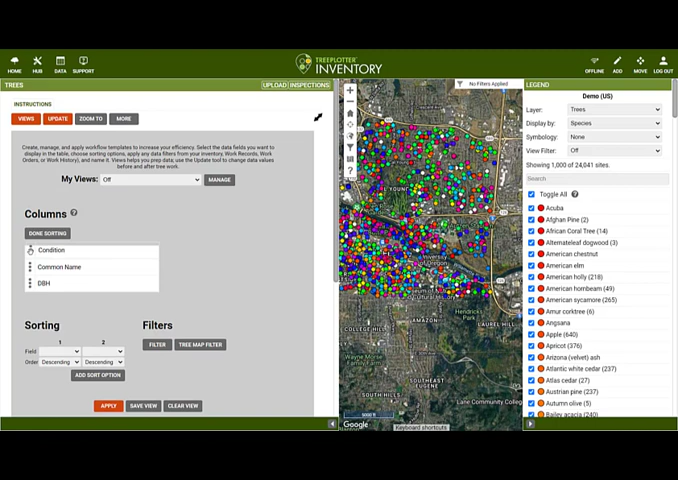 HOME
HUB
DATA
SUPPORT
TREEPLOTTER
INVENTORY
OFFLINE
ADD
MOVE
LOG OUT
TREES
UPLOAD
INSPECTIONS
INSTRUCTIONS
VIEWS
UPDATE
ZOOM TO
MORE
Create, manage, and apply workflow templates to increase your efficiency. Select the data fields you want to
display in the table, choose sorting options, apply any data filters from your inventory, Work Records, Work
Orders, or Work History), and name it. Views helps you prep data; use the Update tool to change data values
before and after tree work.
My Views: Off
MANAGE
Columns ?
DONE SORTING
Condition
Common Name
DBH
Sorting
1 2
Field
Order Descending Descending
ADD SORT OPTION
Filters
FILTER
TREE MAP FILTER
APPLY
SAVE VIEW
CLEAR VIEW
No Filters Applied
Hendrick's
Park
AMAZON
LAUREL HILL
COLLEGE HILL
Wayne Morse
Family Farm
SOUTHEAST
EUGENE
SOUTH HILLS
Lane Community College
5000 ft
Google
Keyboard shortcuts
LEGEND
Demo (US)
Layer: Trees
Display by: Species
Symbology: None
View Filter: Off
Showing 1,000 of 24,041 sites.
Search
Toggle All ?
Acuba
Afghan Pine (2)
African Coral Tree (14)
Alternateleaf dogwood (3)
American chestnut
American elm
American holly (218)
American hornbeam (49)
American sycamore (265)
Amur corktree (6)
Angsana
Apple (640)
Apricot (376)
Arizona (velvet) ash
Atlantic white cedar (237)
Atlas cedar (27)
Austrian pine (237)
Autumn olive (5)
Bailey acacia (240)